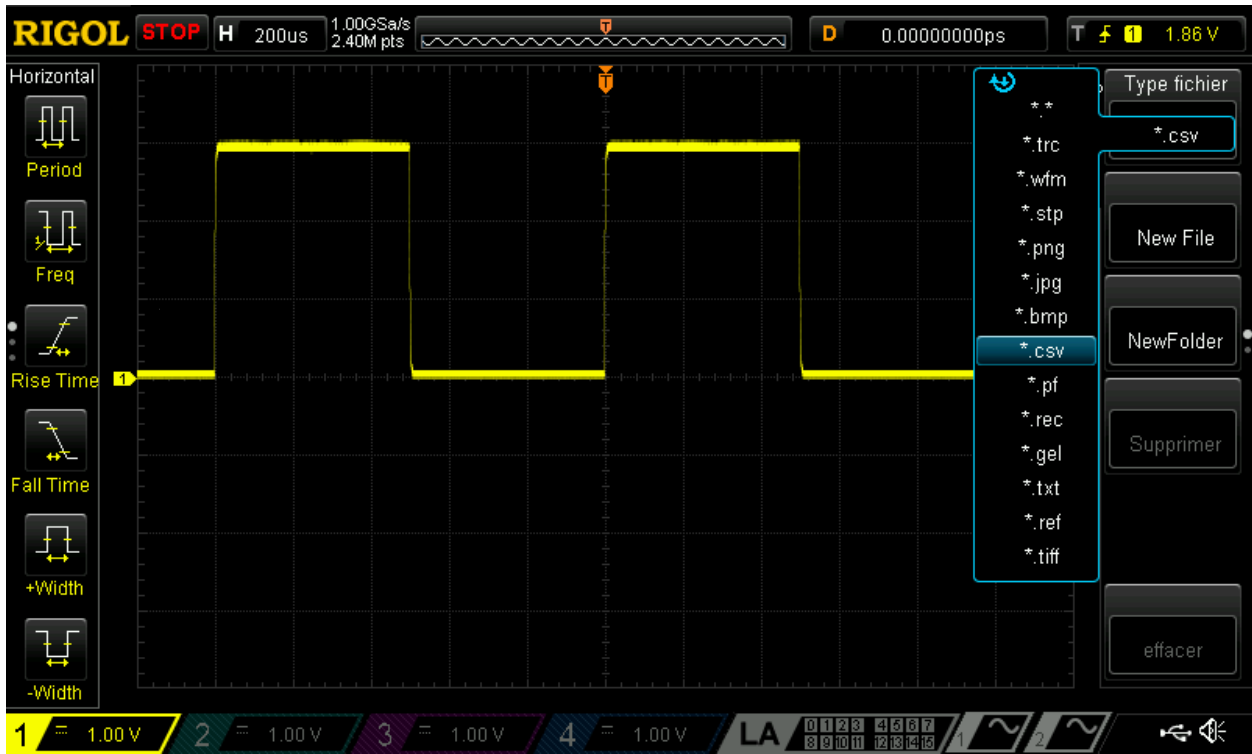 RIGOL STOP H 200us 1.00GSa/s
2.40M pts
T
D 0.00000000ps
T 1 1.86 V
Horizontal
Period
Freq
Rise Time
Fall Time
+Width
-Width
T
1
*.*
*.trc
*.wfm
*.stp
*.png
*.jpg
*.bmp
*.csv
*.pf
*.rec
*.gel
*.txt
*.ref
*.tiff
Type fichier
*.csv
New File
NewFolder
Supprimer
effacer
1 1.00 V
2 1.00 V
3 1.00 V
4 1.00 V
LA
0 1 2 3 4 5 6 7
8 9 10 11 12 13 14 15
1
2